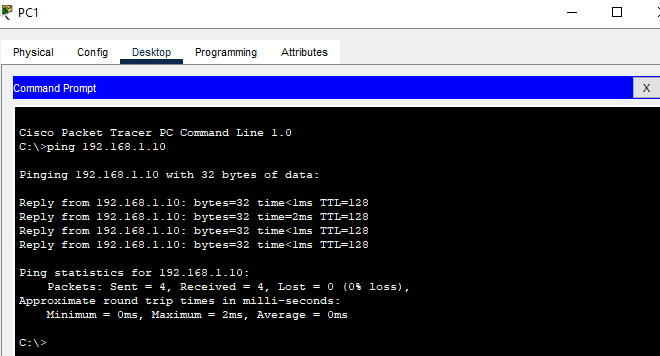 PC1
Physical Config Desktop Programming Attributes
Command Prompt X
Cisco Packet Tracer PC Command Line 1.0
C:\>ping 192.168.1.10
Pinging 192.168.1.10 with 32 bytes of data:
Reply from 192.168.1.10: bytes=32 time<1ms TTL=128
Reply from 192.168.1.10: bytes=32 time=2ms TTL=128
Reply from 192.168.1.10: bytes=32 time<1ms TTL=128
Reply from 192.168.1.10: bytes=32 time<1ms TTL=128
Ping statistics for 192.168.1.10:
    Packets: Sent = 4, Received = 4, Lost = 0 (0% loss),
Approximate round trip times in milli-seconds:
    Minimum = 0ms, Maximum = 2ms, Average = 0ms
C:\>